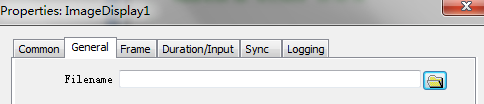 Properties: ImageDisplay1
Common General Frame Duration/Input Sync Logging
Filename